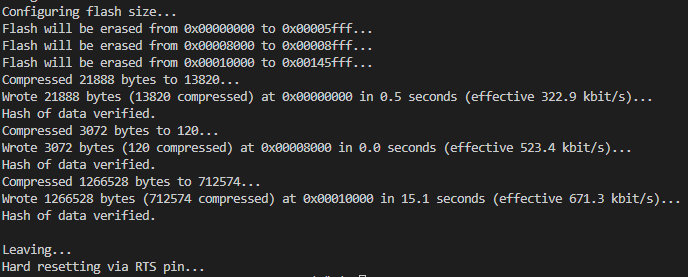 Configuring flash size...
Flash will be erased from 0x00000000 to 0x00005fff...
Flash will be erased from 0x00008000 to 0x00008fff...
Flash will be erased from 0x00010000 to 0x00145fff...
Compressed 21888 bytes to 13820...
Wrote 21888 bytes (13820 compressed) at 0x00000000 in 0.5 seconds (effective 322.9 kbit/s)...
Hash of data verified.
Compressed 3072 bytes to 120...
Wrote 3072 bytes (120 compressed) at 0x00008000 in 0.0 seconds (effective 523.4 kbit/s)...
Hash of data verified.
Compressed 1266528 bytes to 712574...
Wrote 1266528 bytes (712574 compressed) at 0x00010000 in 15.1 seconds (effective 671.3 kbit/s)...
Hash of data verified.
Leaving...
Hard resetting via RTS pin...